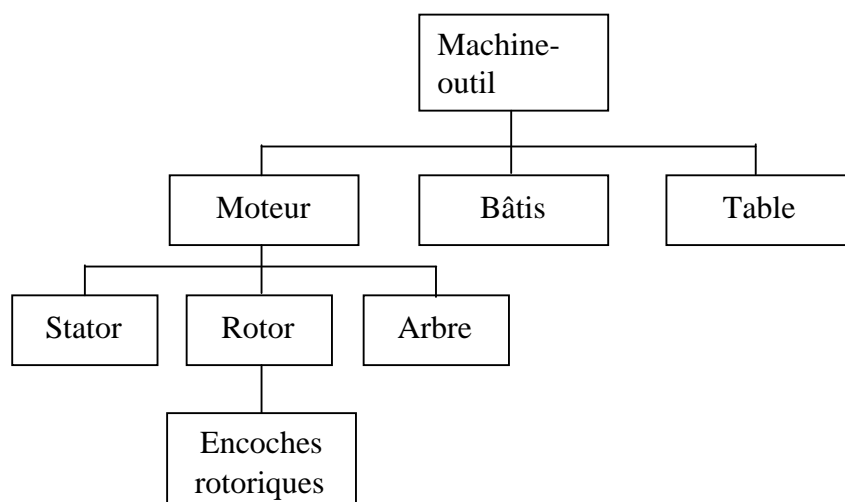 Machine-
outil
Moteur
Bâtis
Table
Stator
Rotor
Arbre
Encoches
rotoriques